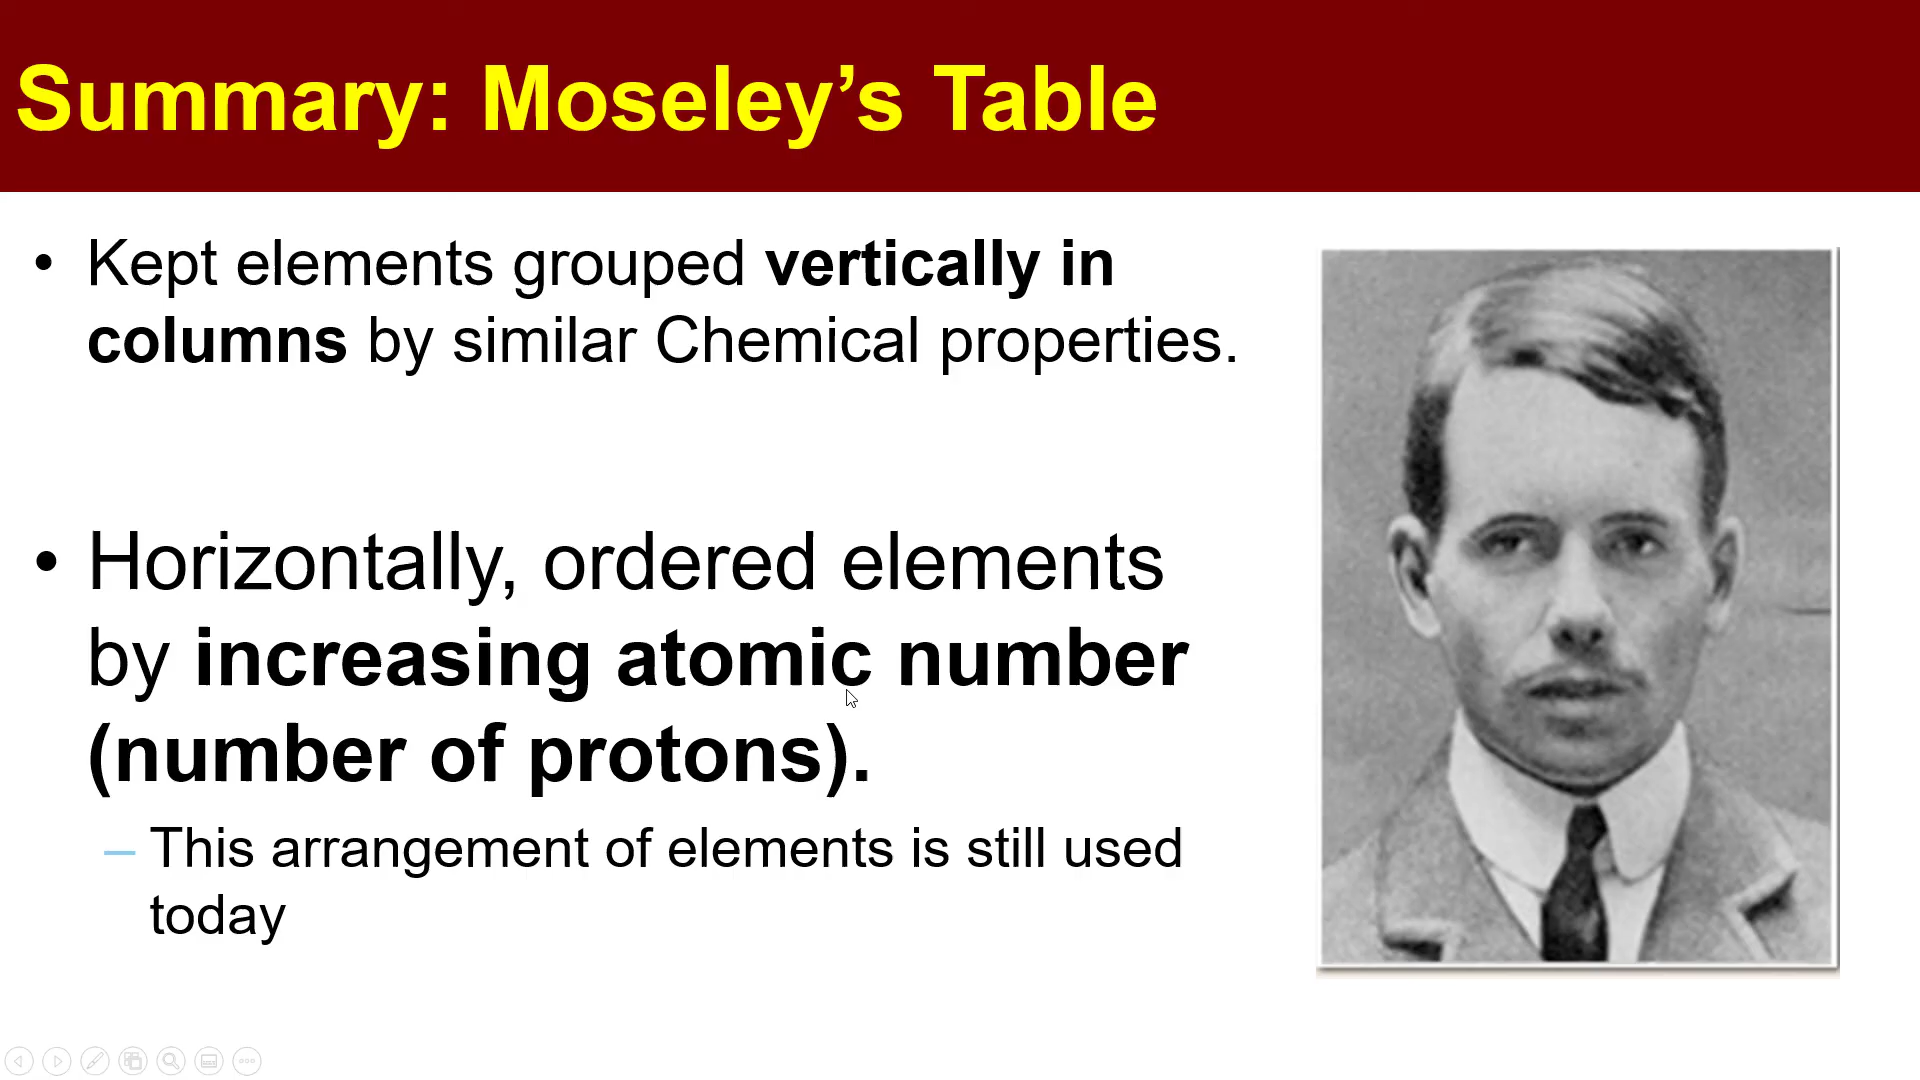 Summary: Moseley’s Table
• Kept elements grouped vertically in
columns by similar Chemical properties.
• Horizontally, ordered elements
by increasing atomic number
(number of protons).
– This arrangement of elements is still used
today